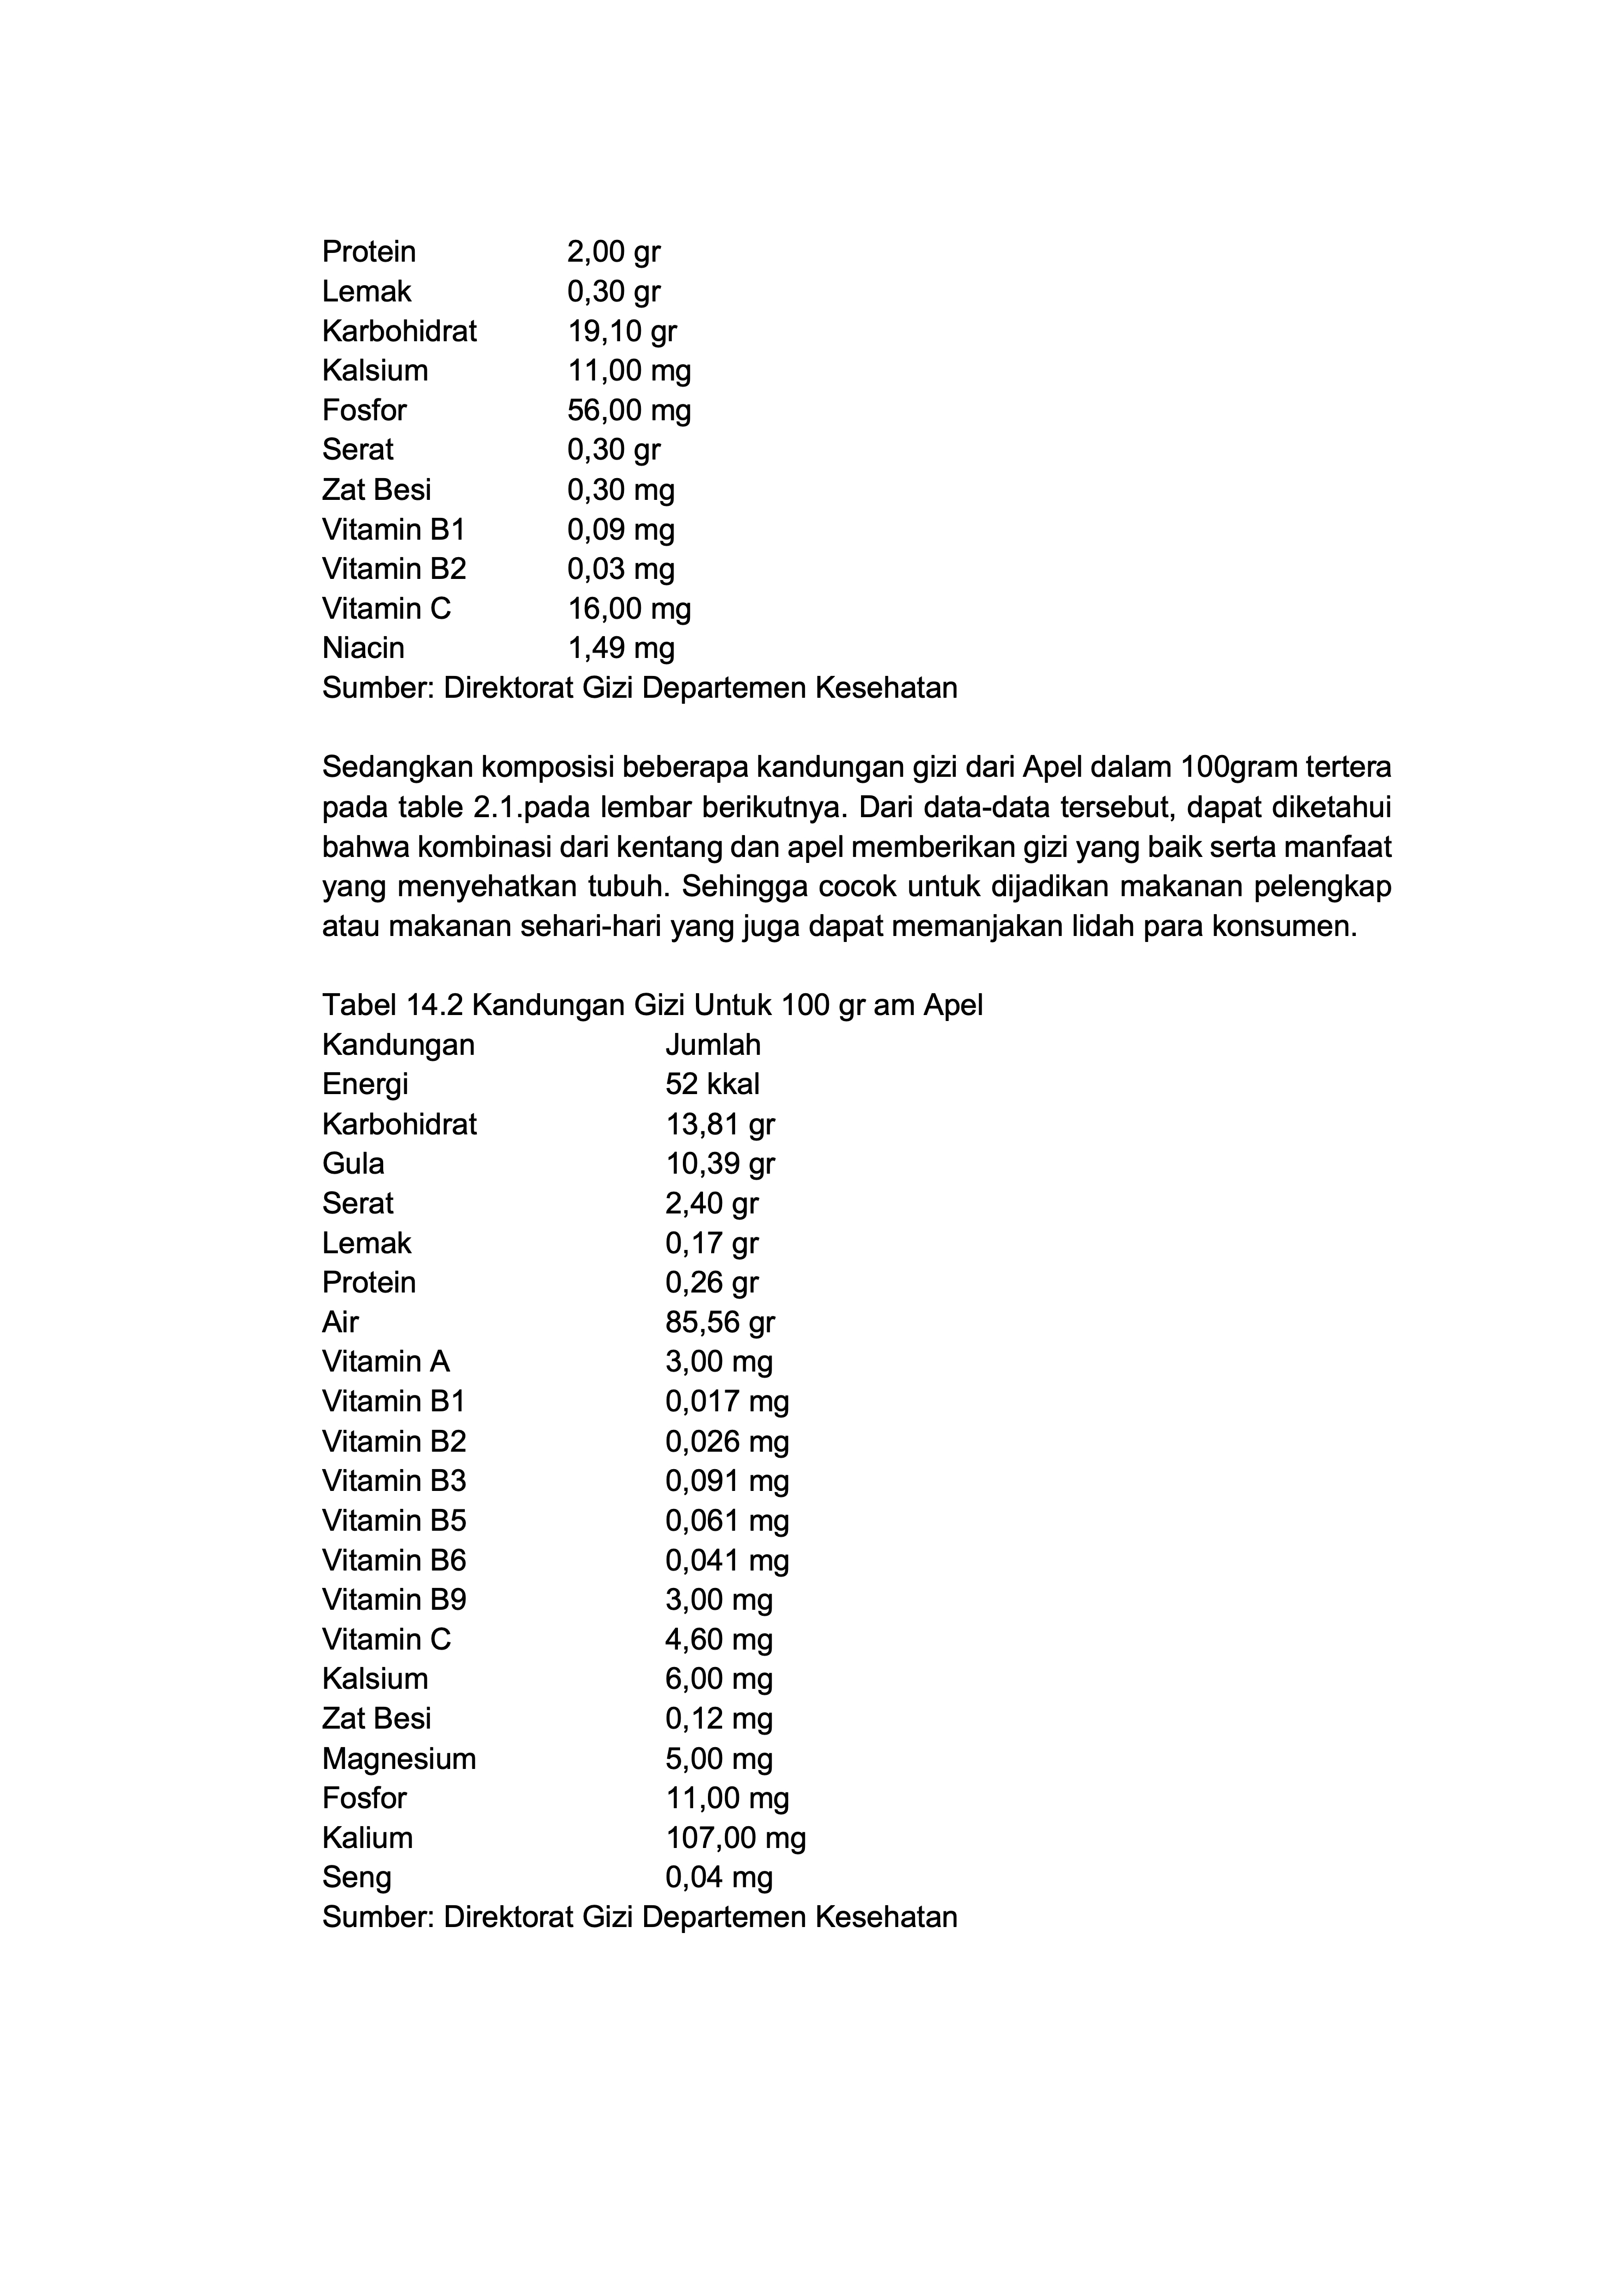 Protein 2,00 gr
Lemak 0,30 gr
Karbohidrat 19,10 gr
Kalsium 11,00 mg
Fosfor 56,00 mg
Serat 0,30 gr
Zat Besi 0,30 mg
Vitamin B1 0,09 mg
Vitamin B2 0,03 mg
Vitamin C 16,00 mg
Niacin 1,49 mg
Sumber: Direktorat Gizi Departemen Kesehatan
Sedangkan komposisi beberapa kandungan gizi dari Apel dalam 100gram tertera
pada table 2.1.pada lembar berikutnya. Dari data-data tersebut, dapat diketahui
bahwa kombinasi dari kentang dan apel memberikan gizi yang baik serta manfaat
yang menyehatkan tubuh. Sehingga cocok untuk dijadikan makanan pelengkap
atau makanan sehari-hari yang juga dapat memanjakan lidah para konsumen.
Tabel 14.2 Kandungan Gizi Untuk 100 gr am Apel
Kandungan Jumlah
Energi 52 kkal
Karbohidrat 13,81 gr
Gula 10,39 gr
Serat 2,40 gr
Lemak 0,17 gr
Protein 0,26 gr
Air 85,56 gr
Vitamin A 3,00 mg
Vitamin B1 0,017 mg
Vitamin B2 0,026 mg
Vitamin B3 0,091 mg
Vitamin B5 0,061 mg
Vitamin B6 0,041 mg
Vitamin B9 3,00 mg
Vitamin C 4,60 mg
Kalsium 6,00 mg
Zat Besi 0,12 mg
Magnesium 5,00 mg
Fosfor 11,00 mg
Kalium 107,00 mg
Seng 0,04 mg
Sumber: Direktorat Gizi Departemen Kesehatan